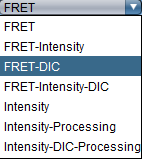 FRET
FRET
FRET-Intensity
FRET-DIC
FRET-Intensity-DIC
Intensity
Intensity-Processing
Intensity-DIC-Processing